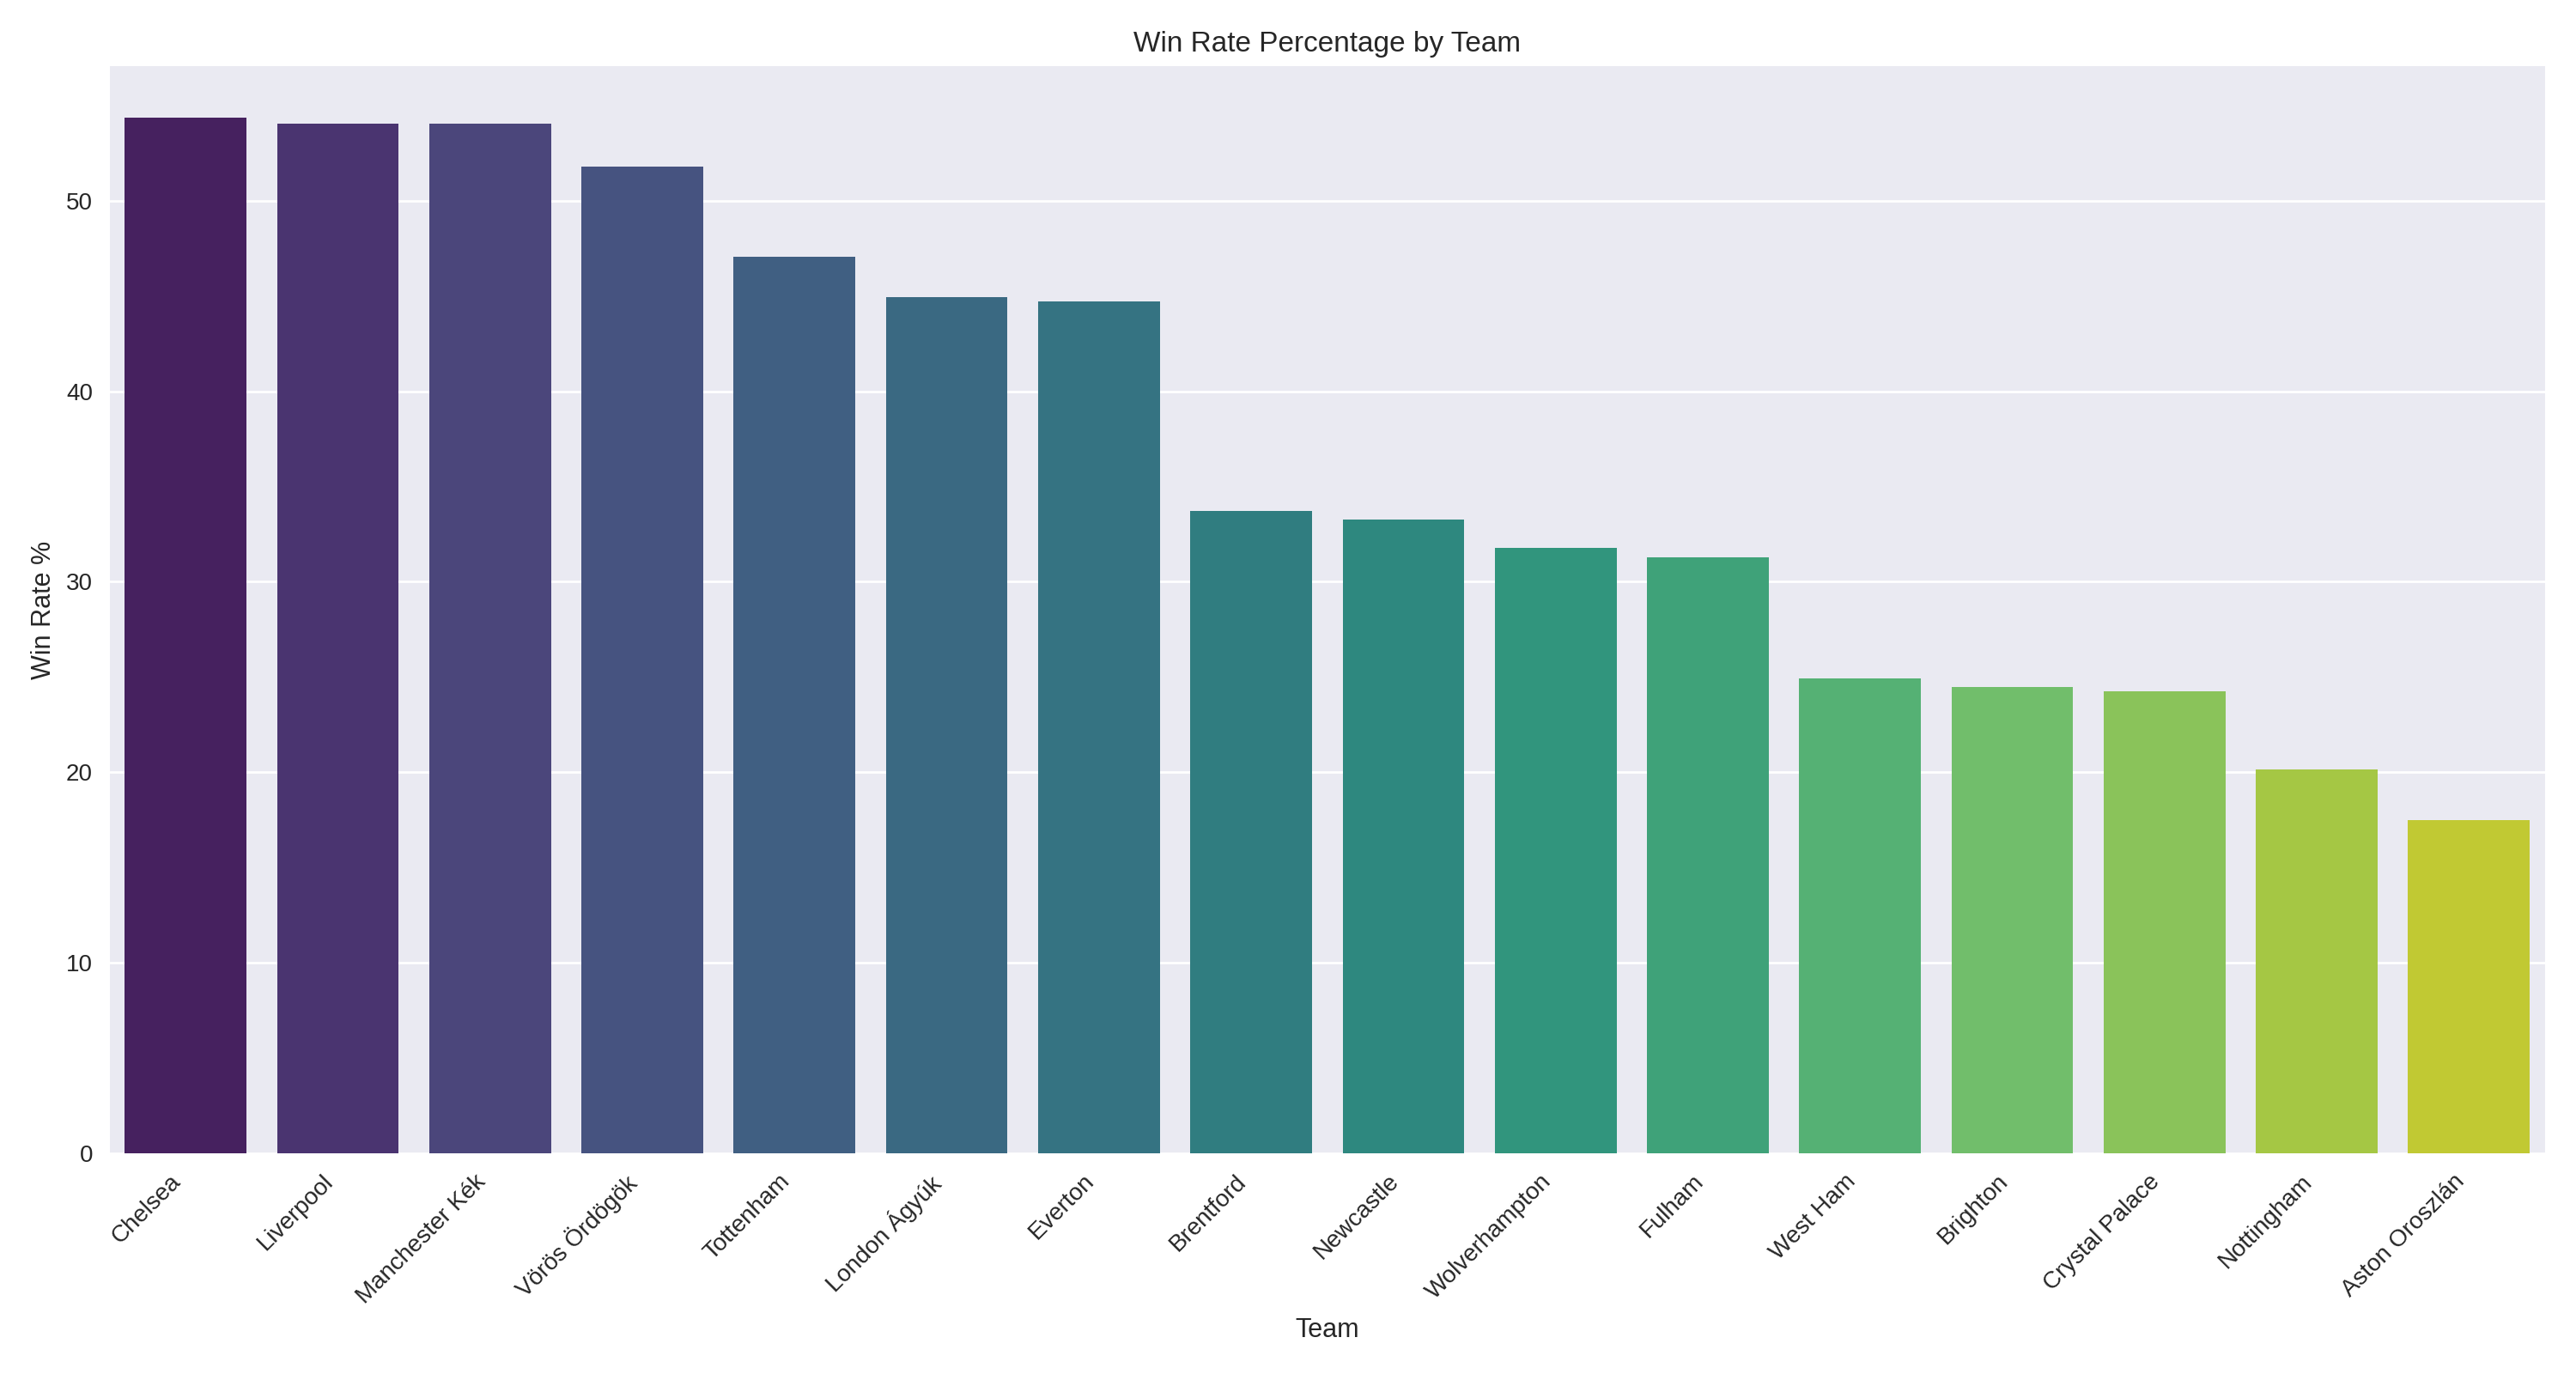 Win Rate Percentage by Team
Win Rate %
50
40
30
20
10
0
Chelsea
Liverpool
Manchester Kék
Vörös Ördögök
Tottenham
London Ágyúk
Everton
Brentford
Newcastle
Wolverhampton
Fulham
West Ham
Brighton
Crystal Palace
Nottingham
Aston Oroszlán
Team